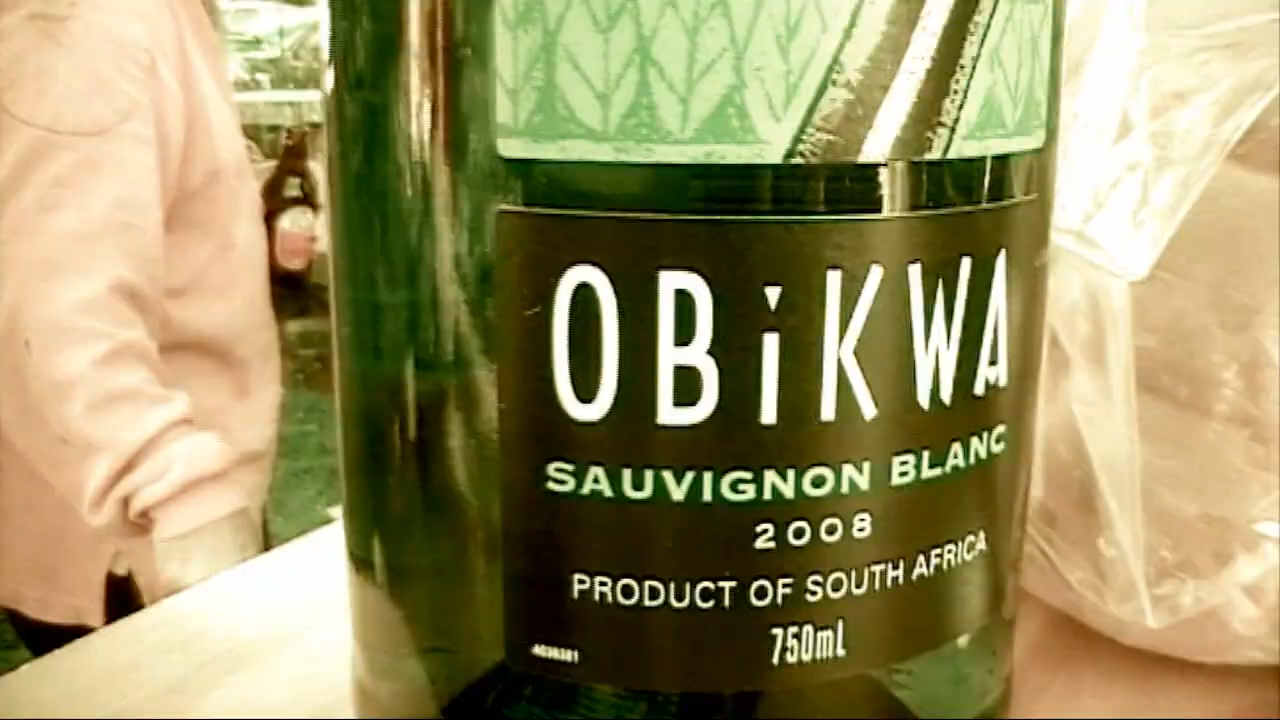 OBiKWA
SAUVIGNON BLANC
2008
PRODUCT OF SOUTH AFRICA
750mL